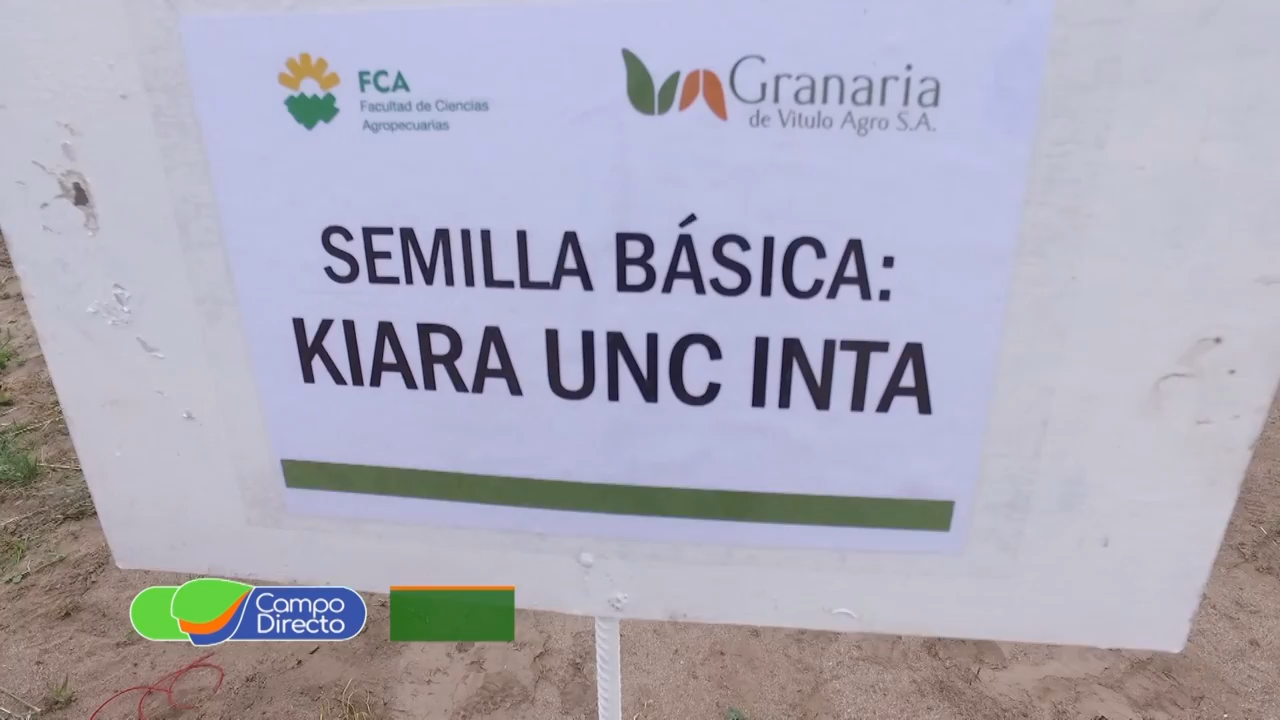 FCA
Facultad de Ciencias
Agropecuarias
Granaria
de Vitulo Agro S.A.
SEMILLA BÁSICA:
KIARA UNC INTA
Campo
Directo